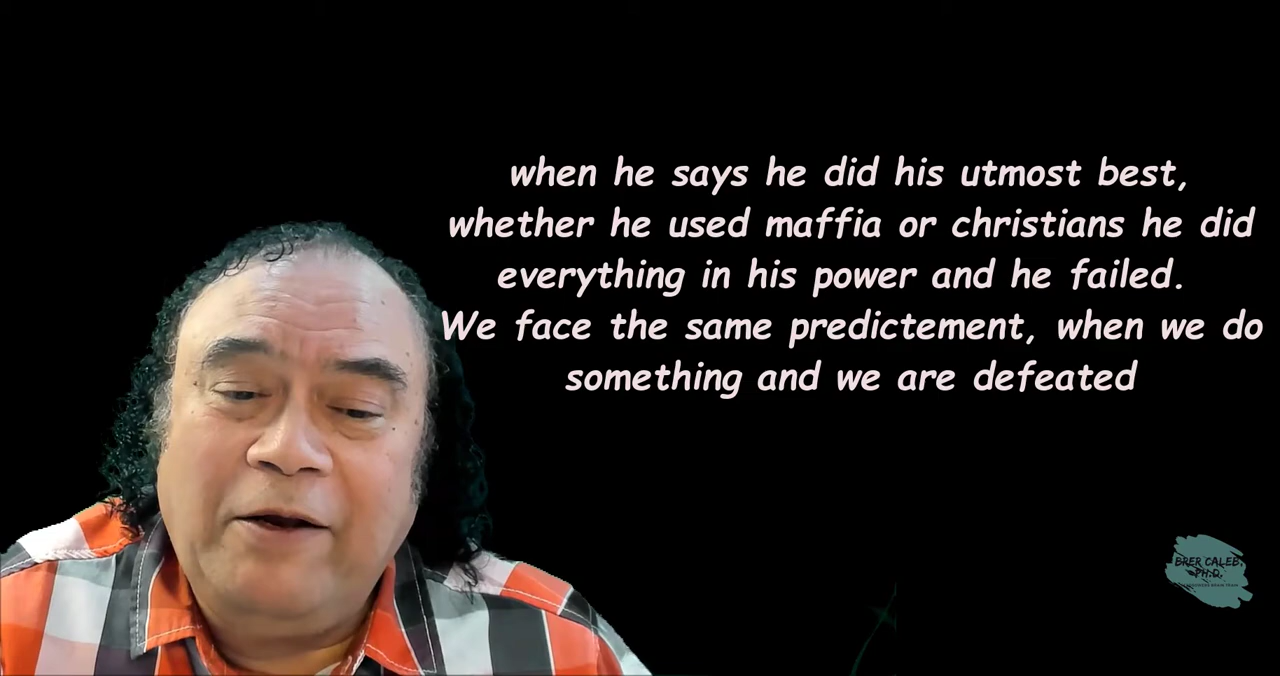 when he says he did his utmost best,
whether he used maffia or christians he did
everything in his power and he failed.
We face the same predictement, when we do
something and we are defeated
BRER CALEB,
PH.D.